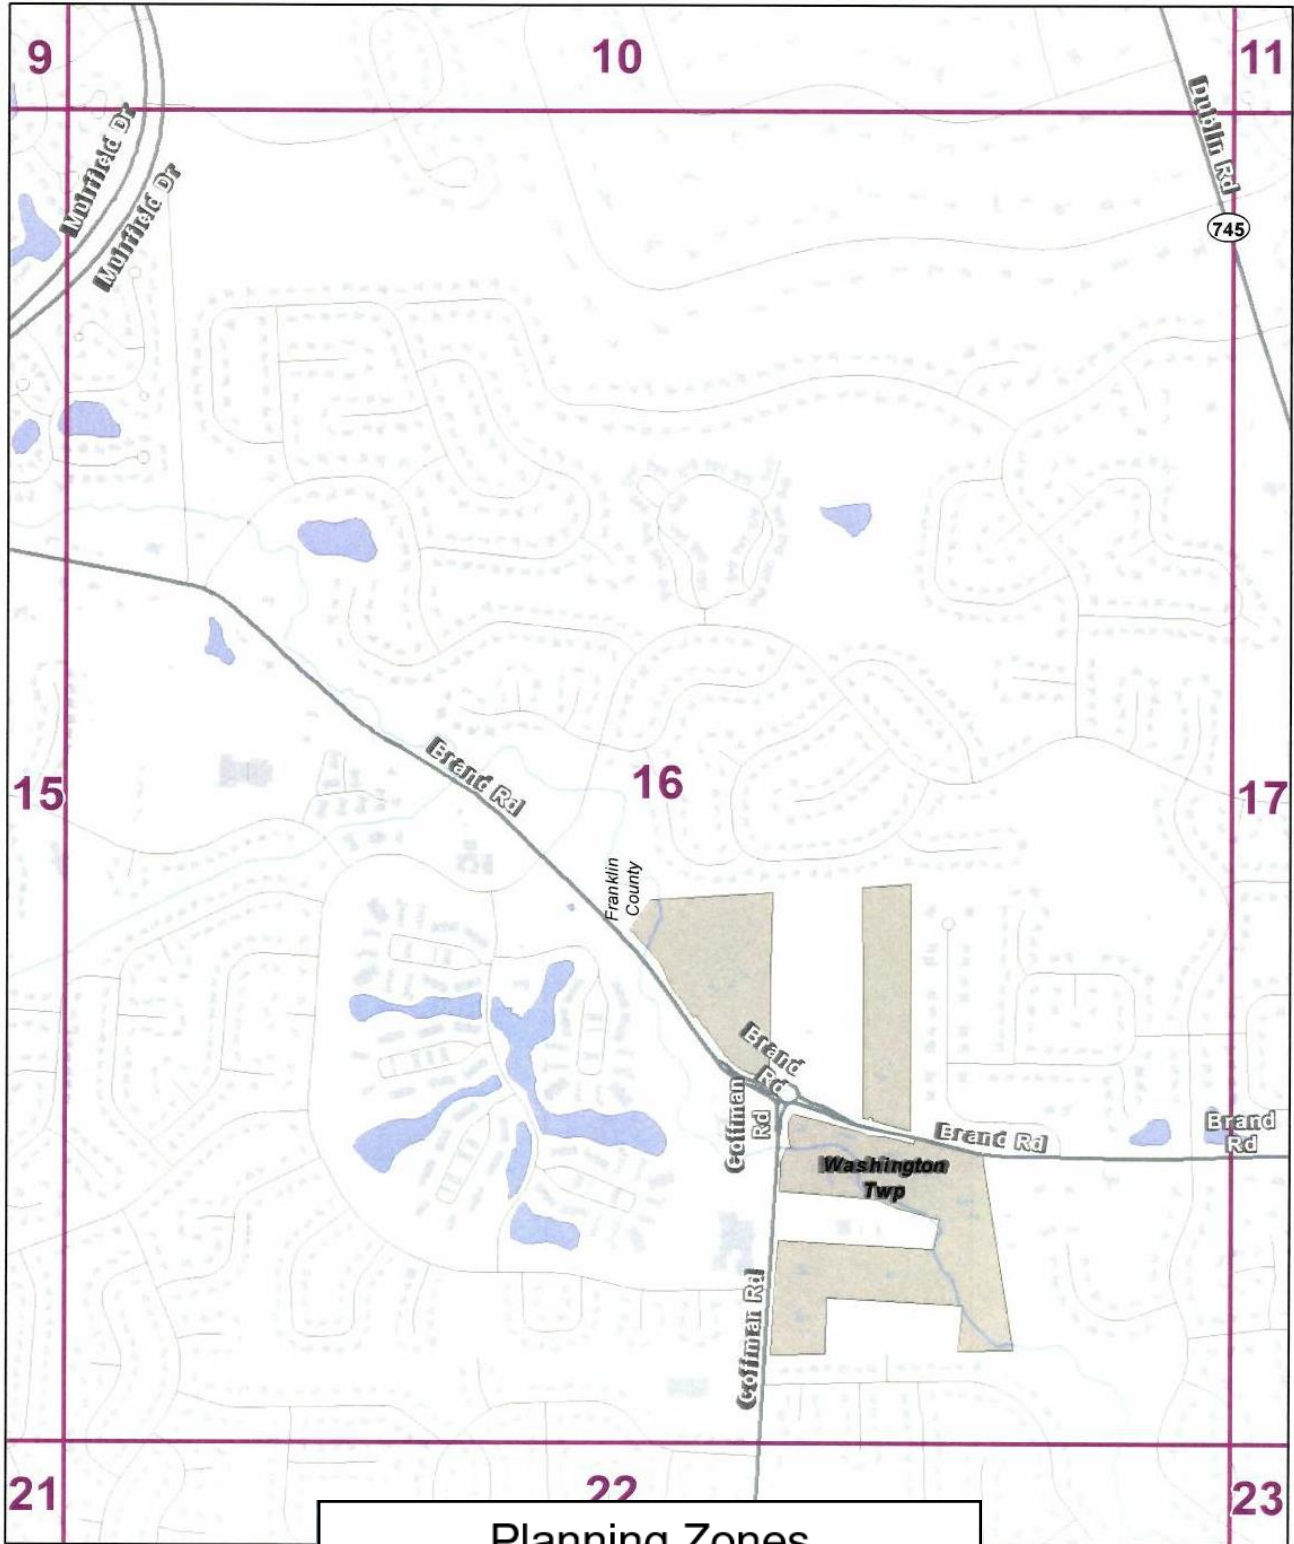 9
10
11
Dublin Rd
Muirfield Dr
Muirfield Dr
745
Brand Rd
15
16
17
Franklin
County
Brand
Rd
Coffman
Rd
Brand Rd
Brand
Rd
Washington
Twp
Coffman Rd
21
22
23
Planning Zones